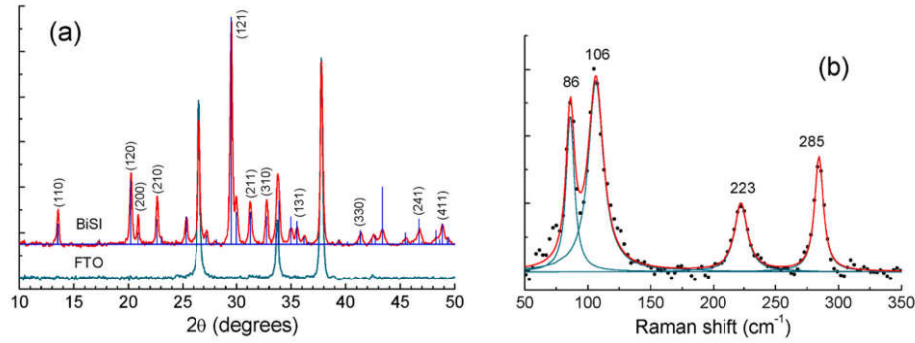 (a)
(121)
(110)
(120)
(200)
(210)
(211)
(310)
(131)
(330)
(241)
(411)
BiSI
FTO
10 15 20 25 30 35 40 45 50
2θ (degrees)
(b)
86
106
223
285
50 100 150 200 250 300 350
Raman shift (cm⁻¹)